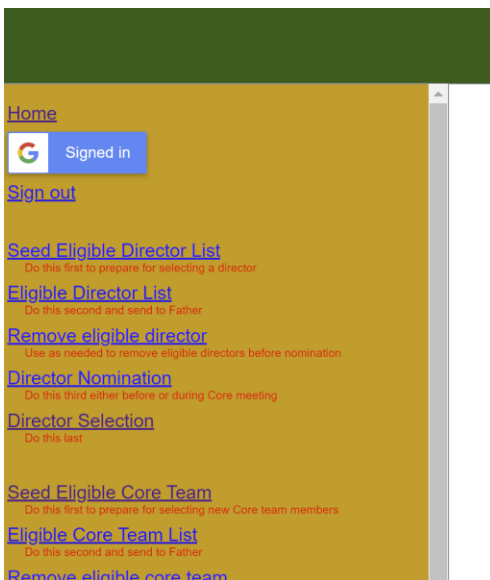 Home
Signed in
Sign out
Seed Eligible Director List
Do this first to prepare for selecting a director
Eligible Director List
Do this second and send to Father
Remove eligible director
Use as needed to remove eligible directors before nomination
Director Nomination
Do this third either before or during Core meeting
Director Selection
Do this last
Seed Eligible Core Team
Do this first to prepare for selecting new Core team members
Eligible Core Team List
Do this second and send to Father
Remove eligible core team